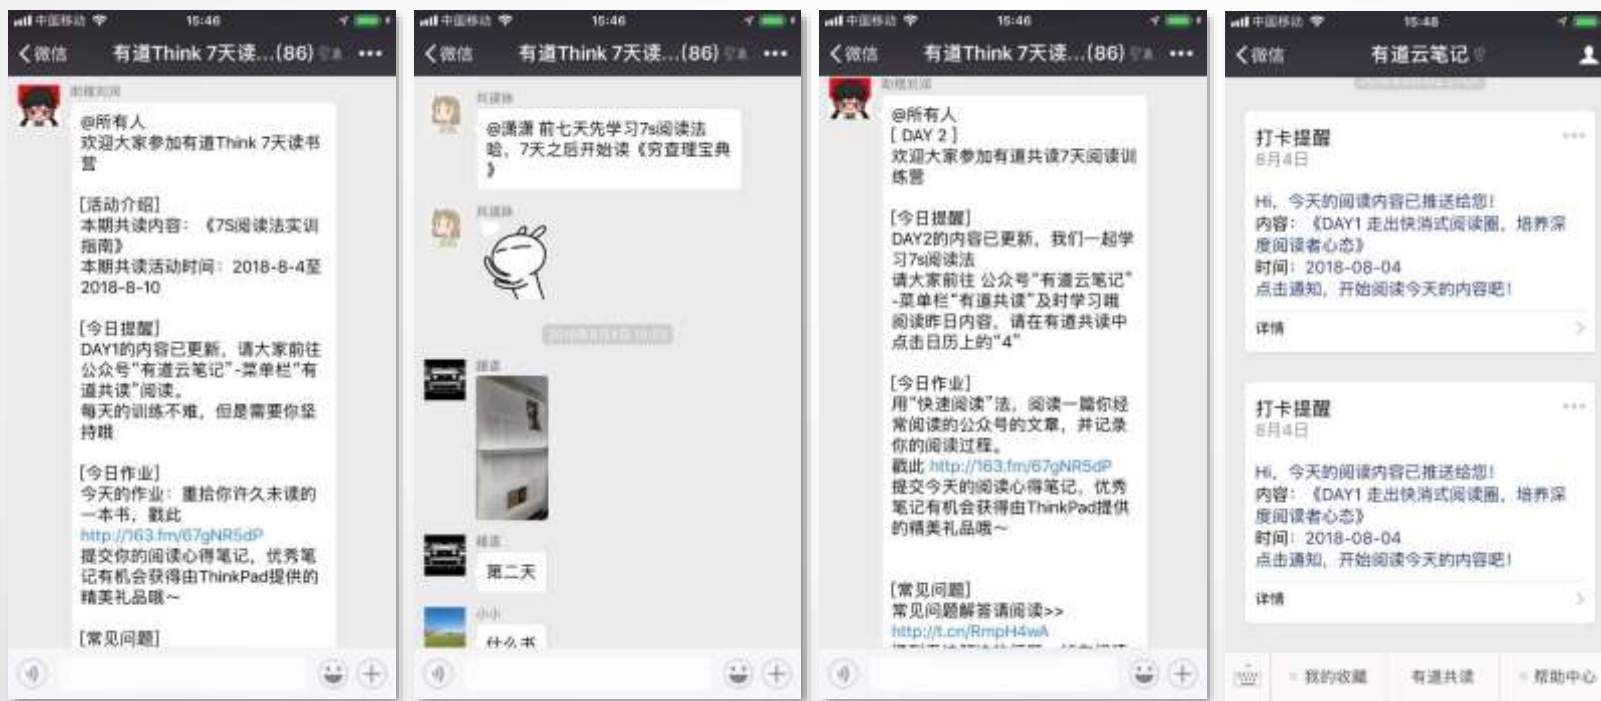 中国移动
15:46
微信
有道Think 7天读...(86)
@所有人
欢迎大家参加有道Think 7天读书
营
[活动介绍]
本期共读内容：《7S阅读法实训
指南》
本期共读活动时间：2018-8-4至
2018-8-10
[今日提醒]
DAY1的内容已更新，请大家前往
公众号“有道云笔记”-菜单栏“有
道共读”阅读。
每天的训练不难，但是需要你坚
持哦
[今日作业]
今天的作业：重拾你许久未读的
一本书，戳此
http://163.fm/67gNR5dP
提交你的阅读心得笔记，优秀笔
记有机会获得由ThinkPad提供的
精美礼品哦～
[常见问题]
中国移动
15:46
微信
有道Think 7天读...(86)
@潇潇 前七天先学习7s阅读法
哈，7天之后开始读《穷查理宝典
》
第二天
小小
什么书
中国移动
15:46
微信
有道Think 7天读...(86)
@所有人
[ DAY 2 ]
欢迎大家参加有道共读7天阅读训
练营
[今日提醒]
DAY2的内容已更新，我们一起学
习7s阅读法
请大家前往 公众号“有道云笔记”
-菜单栏“有道共读”及时学习哦
阅读昨日内容，请在有道共读中
点击日历上的“4”
[今日作业]
用“快速阅读”法，阅读一篇你经
常阅读的公众号的文章，并记录
你的阅读过程。
戳此 http://163.fm/67gNR5dP
提交今天的阅读心得笔记，优秀
笔记有机会获得由ThinkPad提供
的精美礼品哦～
[常见问题]
常见问题解答请阅读>>
http://t.cn/RmpH4wA
中国移动
15:48
微信
有道云笔记
打卡提醒
8月4日
Hi，今天的阅读内容已推送给您！
内容：《DAY1 走出快消式阅读圈，培养深
度阅读者心态》
时间：2018-08-04
点击通知，开始阅读今天的内容吧！
详情
打卡提醒
8月4日
Hi，今天的阅读内容已推送给您！
内容：《DAY1 走出快消式阅读圈，培养深
度阅读者心态》
时间：2018-08-04
点击通知，开始阅读今天的内容吧！
详情
我的收藏
有道共读
帮助中心